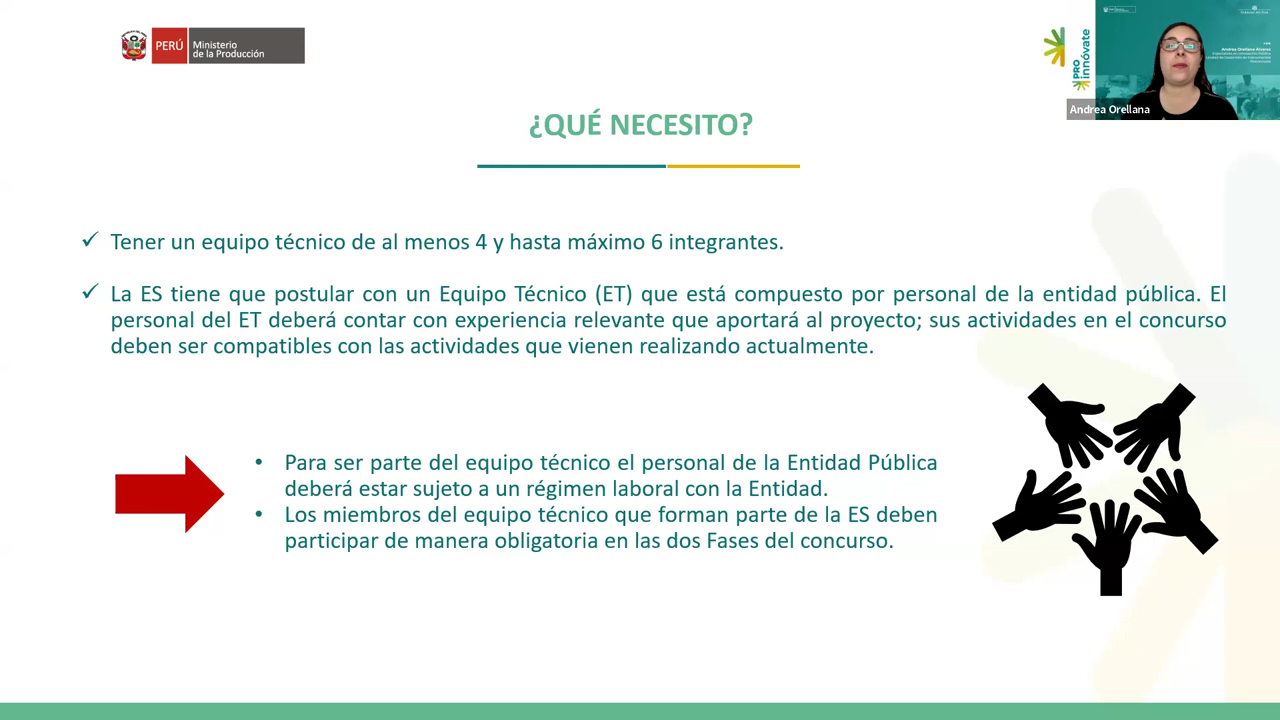 PERÚ
Ministerio
de la Producción
PRO
innóvate
Andrea Orellana Álvarez
Andrea Orellana
¿QUÉ NECESITO?
Tener un equipo técnico de al menos 4 y hasta máximo 6 integrantes.
La ES tiene que postular con un Equipo Técnico (ET) que está compuesto por personal de la entidad pública. El
personal del ET deberá contar con experiencia relevante que aportará al proyecto; sus actividades en el concurso
deben ser compatibles con las actividades que vienen realizando actualmente.
• Para ser parte del equipo técnico el personal de la Entidad Pública
deberá estar sujeto a un régimen laboral con la Entidad.
• Los miembros del equipo técnico que forman parte de la ES deben
participar de manera obligatoria en las dos Fases del concurso.